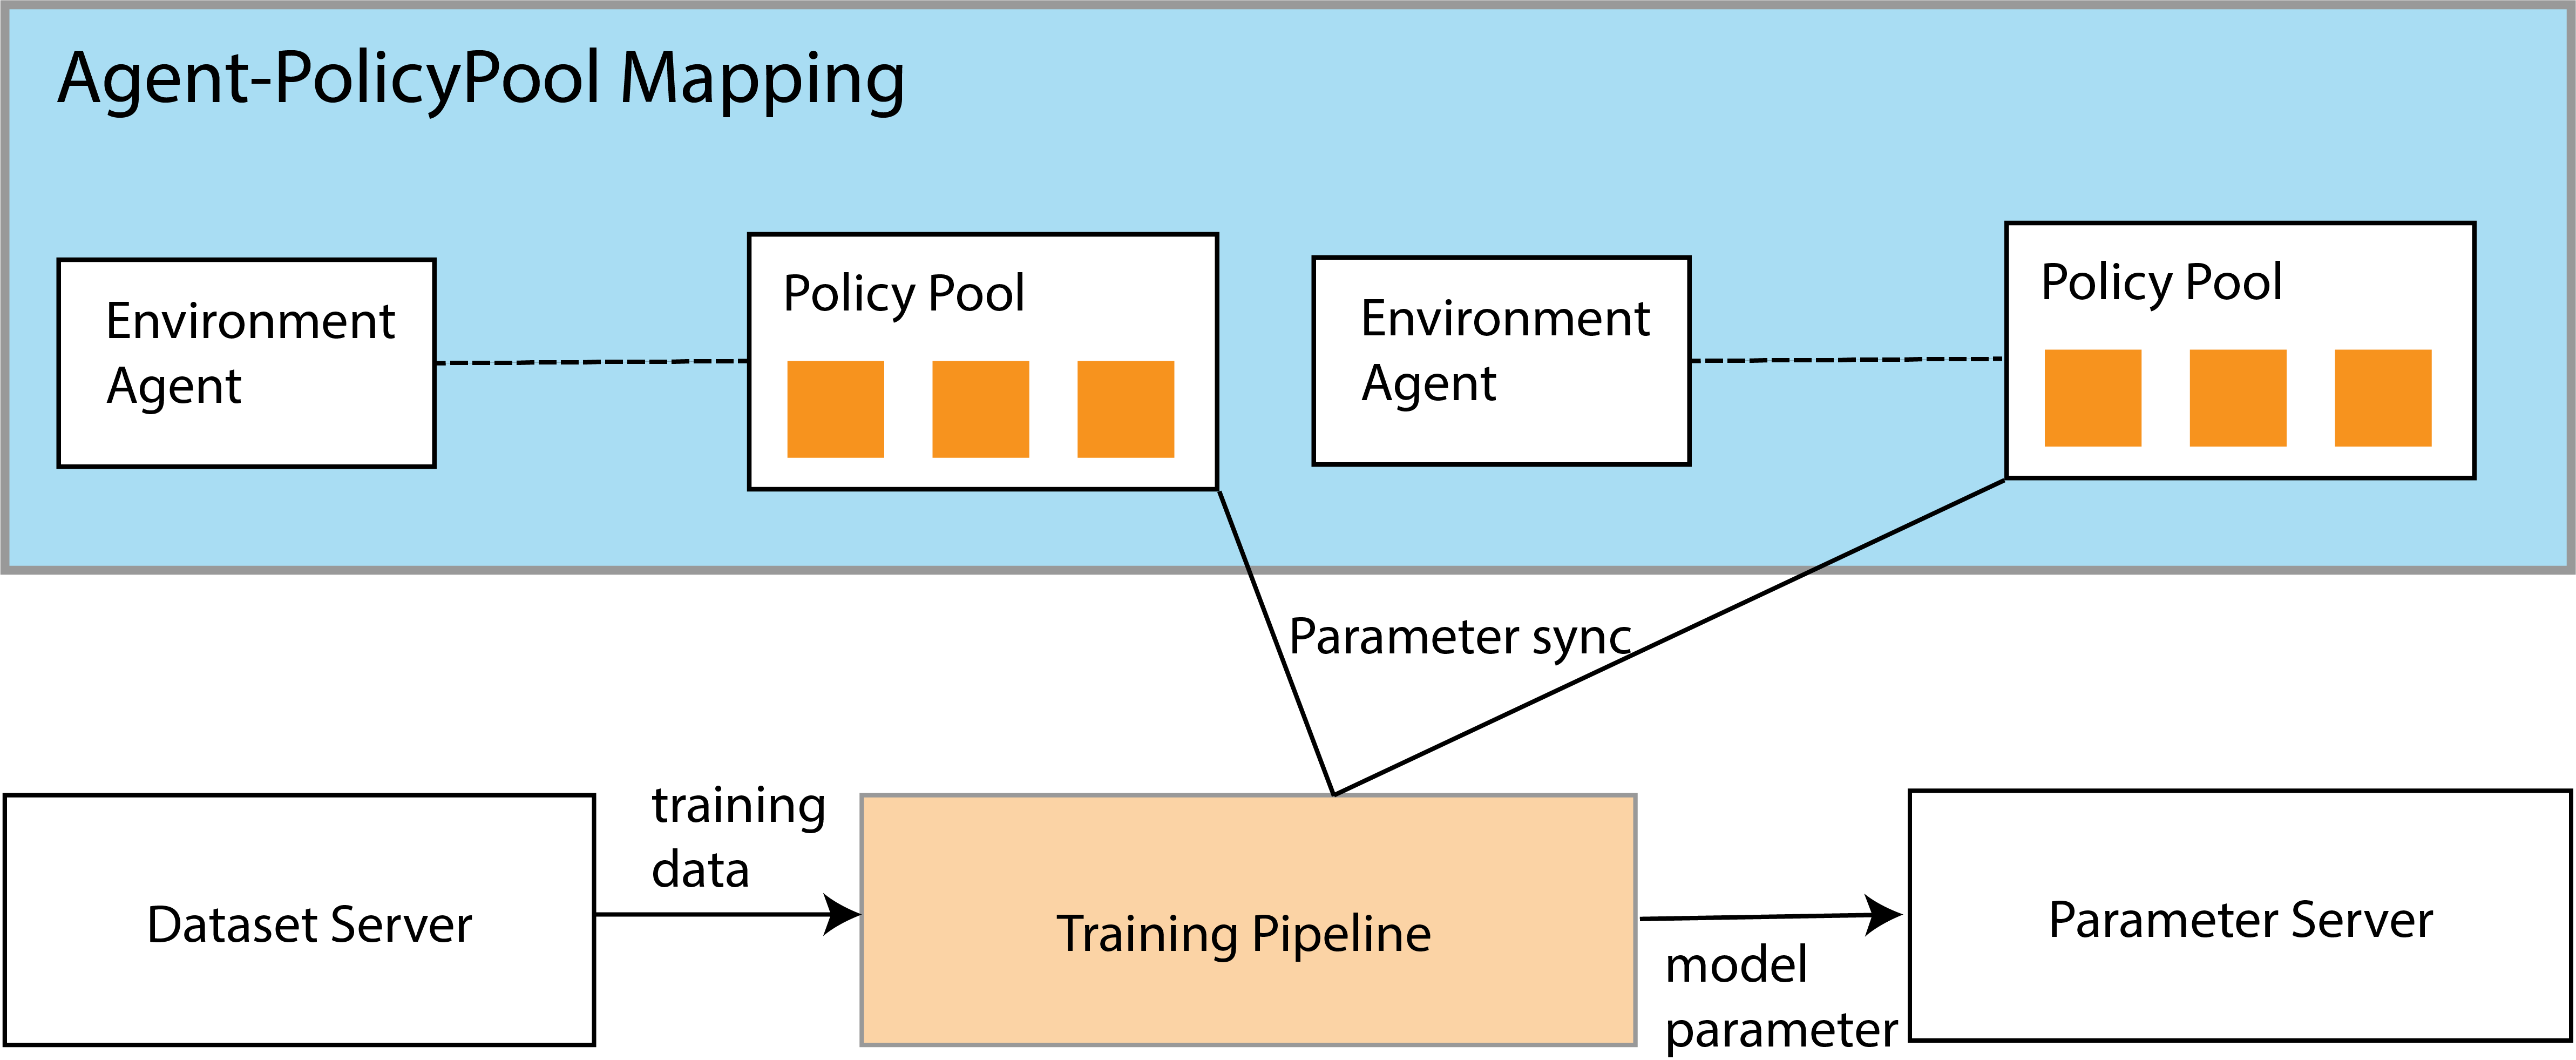 Agent-PolicyPool Mapping
Environment
Agent
Policy Pool
Environment
Agent
Policy Pool
Parameter sync
Dataset Server
training
data
Training Pipeline
model
parameter
Parameter Server